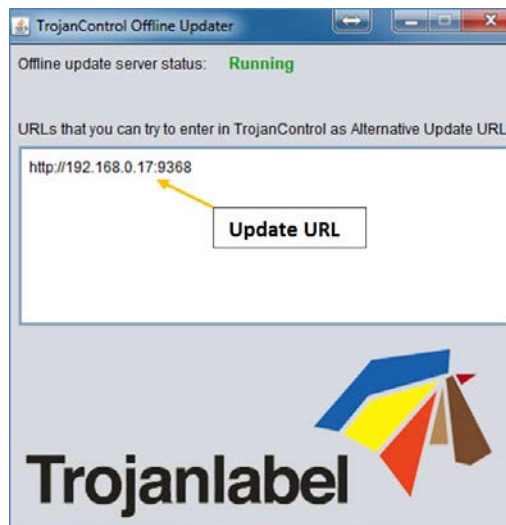 TrojanControl Offline Updater
Offline update server status: Running
URLs that you can try to enter in TrojanControl as Alternative Update URL
http://192.168.0.17:9368
Update URL
Trojanlabel